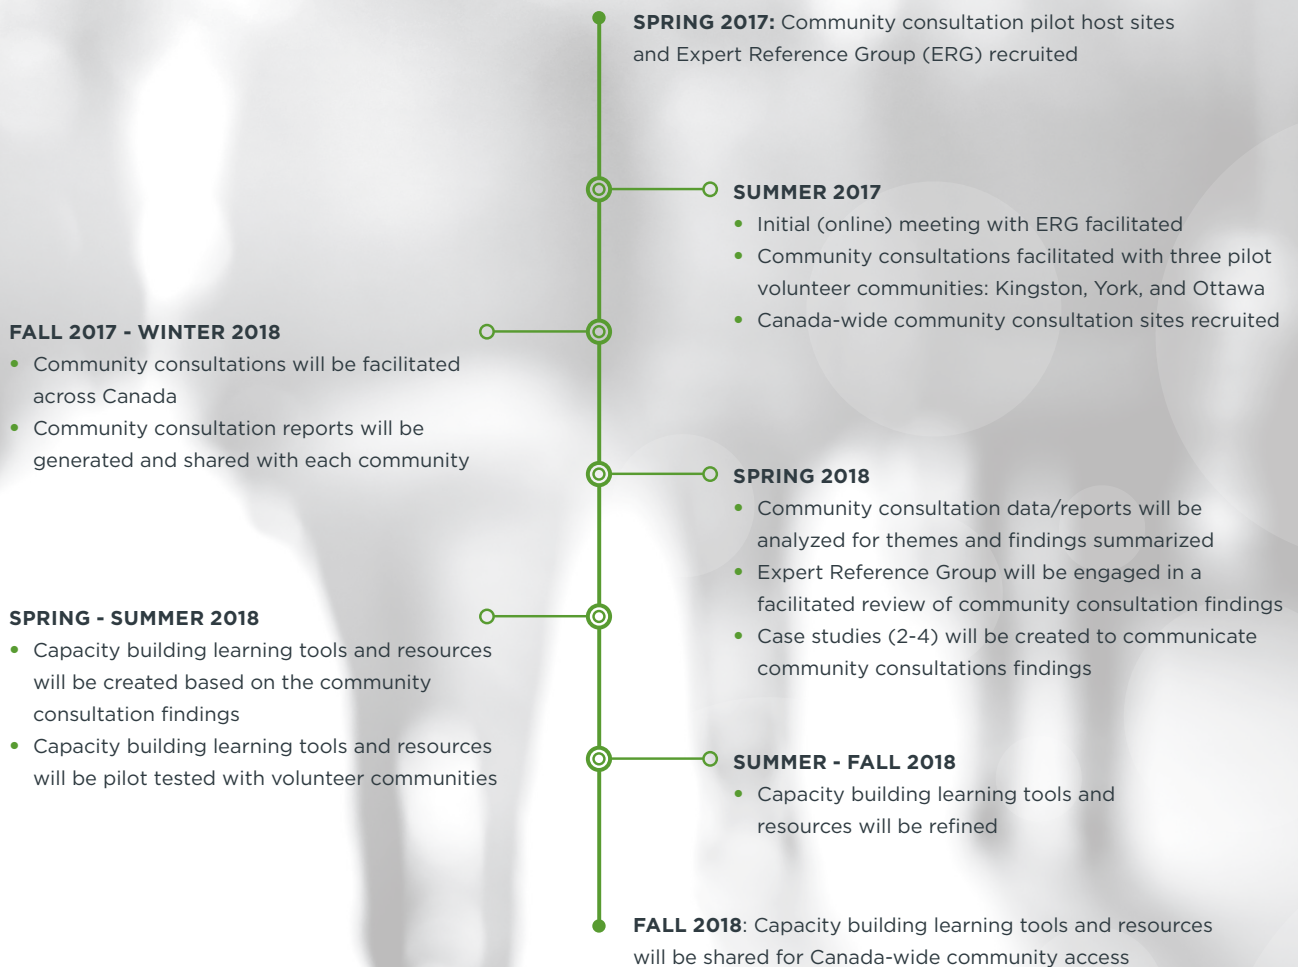 SPRING 2017: Community consultation pilot host sites
and Expert Reference Group (ERG) recruited
SUMMER 2017
• Initial (online) meeting with ERG facilitated
• Community consultations facilitated with three pilot
volunteer communities: Kingston, York, and Ottawa
• Canada-wide community consultation sites recruited
FALL 2017 - WINTER 2018
• Community consultations will be facilitated
across Canada
• Community consultation reports will be
generated and shared with each community
SPRING 2018
• Community consultation data/reports will be
analyzed for themes and findings summarized
• Expert Reference Group will be engaged in a
facilitated review of community consultation findings
• Case studies (2-4) will be created to communicate
community consultations findings
SPRING - SUMMER 2018
• Capacity building learning tools and resources
will be created based on the community
consultation findings
• Capacity building learning tools and resources
will be pilot tested with volunteer communities
SUMMER - FALL 2018
• Capacity building learning tools and
resources will be refined
FALL 2018: Capacity building learning tools and resources
will be shared for Canada-wide community access